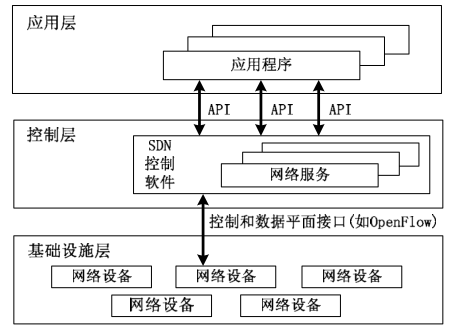 应用层
应用程序
API API API
控制层
SDN
控制
软件
网络服务
控制和数据平面接口(如OpenFlow)
基础设施层
网络设备 网络设备 网络设备
网络设备 网络设备